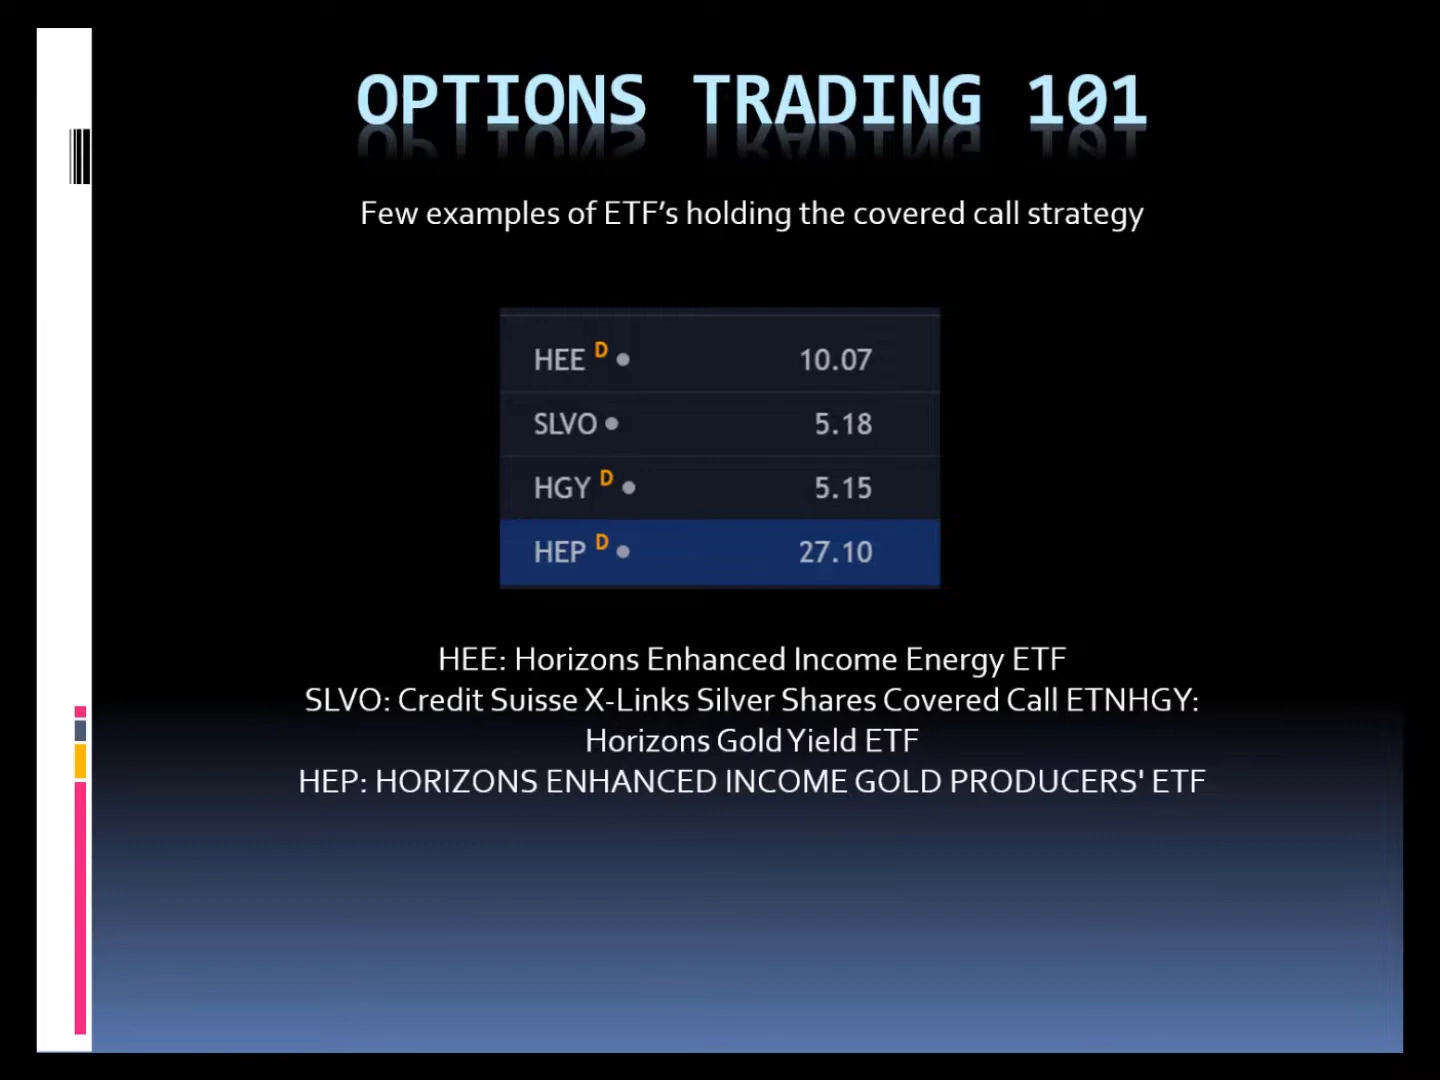 OPTIONS TRADING 101
Few examples of ETF’s holding the covered call strategy
HEE D 10.07
SLVO 5.18
HGY D 5.15
HEP D 27.10
HEE: Horizons Enhanced Income Energy ETF
SLVO: Credit Suisse X-Links Silver Shares Covered Call ETNHGY:
Horizons Gold Yield ETF
HEP: HORIZONS ENHANCED INCOME GOLD PRODUCERS' ETF